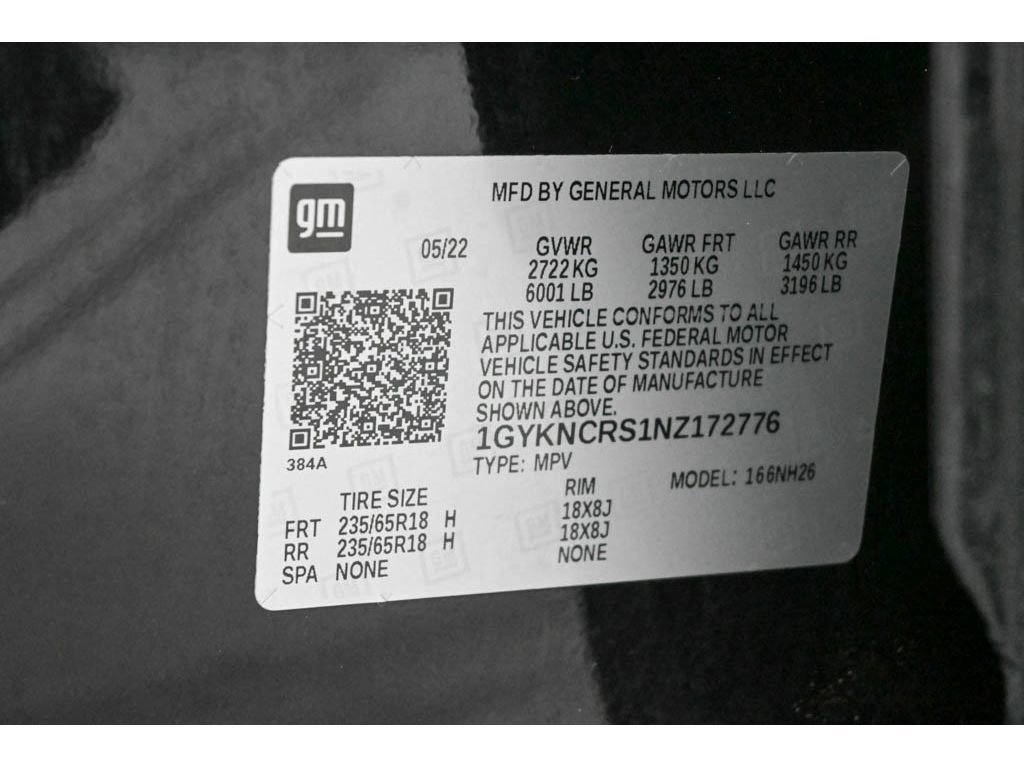 gm
MFD BY GENERAL MOTORS LLC
05/22 GVWR GAWR FRT GAWR RR
2722 KG 1350 KG 1450 KG
6001 LB 2976 LB 3196 LB
THIS VEHICLE CONFORMS TO ALL
APPLICABLE U.S. FEDERAL MOTOR
VEHICLE SAFETY STANDARDS IN EFFECT
ON THE DATE OF MANUFACTURE
SHOWN ABOVE.
1GYKNCRS1NZ172776
384A
TYPE: MPV MODEL: 166NH26
TIRE SIZE RIM
FRT 235/65R18 H 18X8J
RR 235/65R18 H 18X8J
SPA NONE NONE